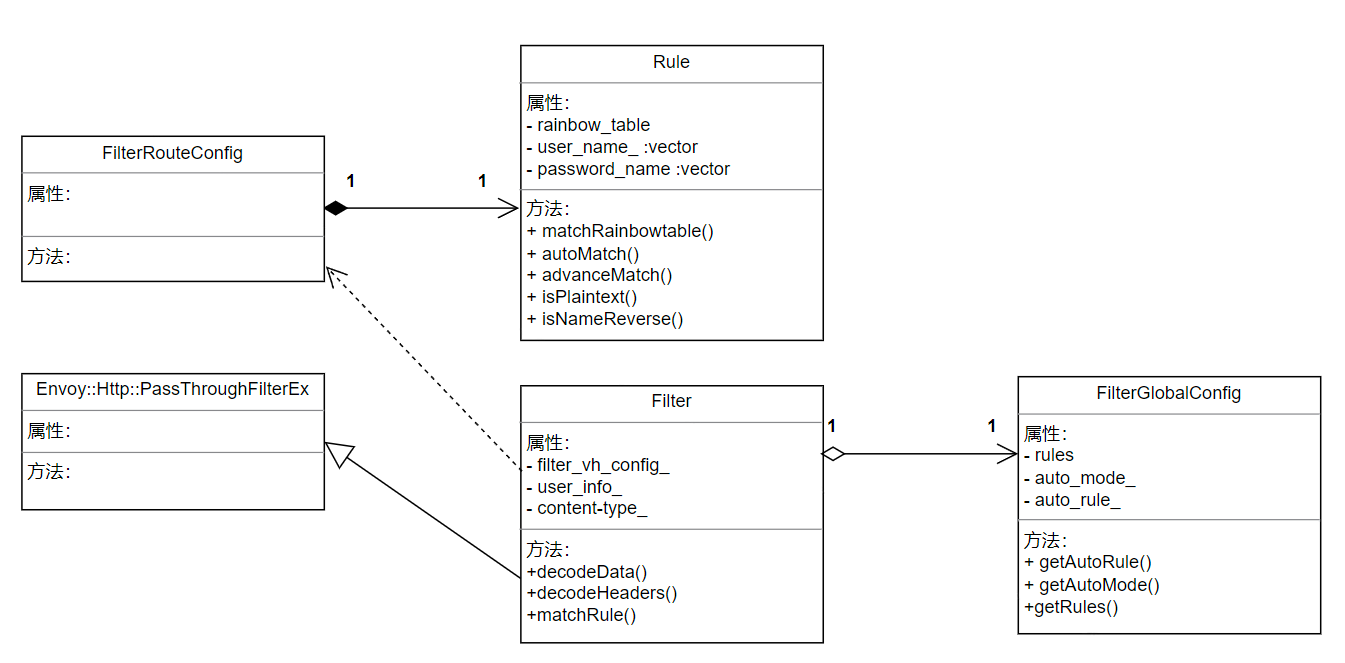 Rule
属性：
- rainbow_table
- user_name_ :vector
- password_name :vector
方法：
+ matchRainbowtable()
+ autoMatch()
+ advanceMatch()
+ isPlaintext()
+ isNameReverse()
FilterRouteConfig
属性：
方法：
1
1
Envoy::Http::PassThroughFilterEx
属性：
方法：
Filter
属性：
- filter_vh_config_
- user_info_
- content-type_
方法：
+decodeData()
+decodeHeaders()
+matchRule()
1
1
FilterGlobalConfig
属性：
- rules
- auto_mode_
- auto_rule_
方法：
+ getAutoRule()
+ getAutoMode()
+getRules()